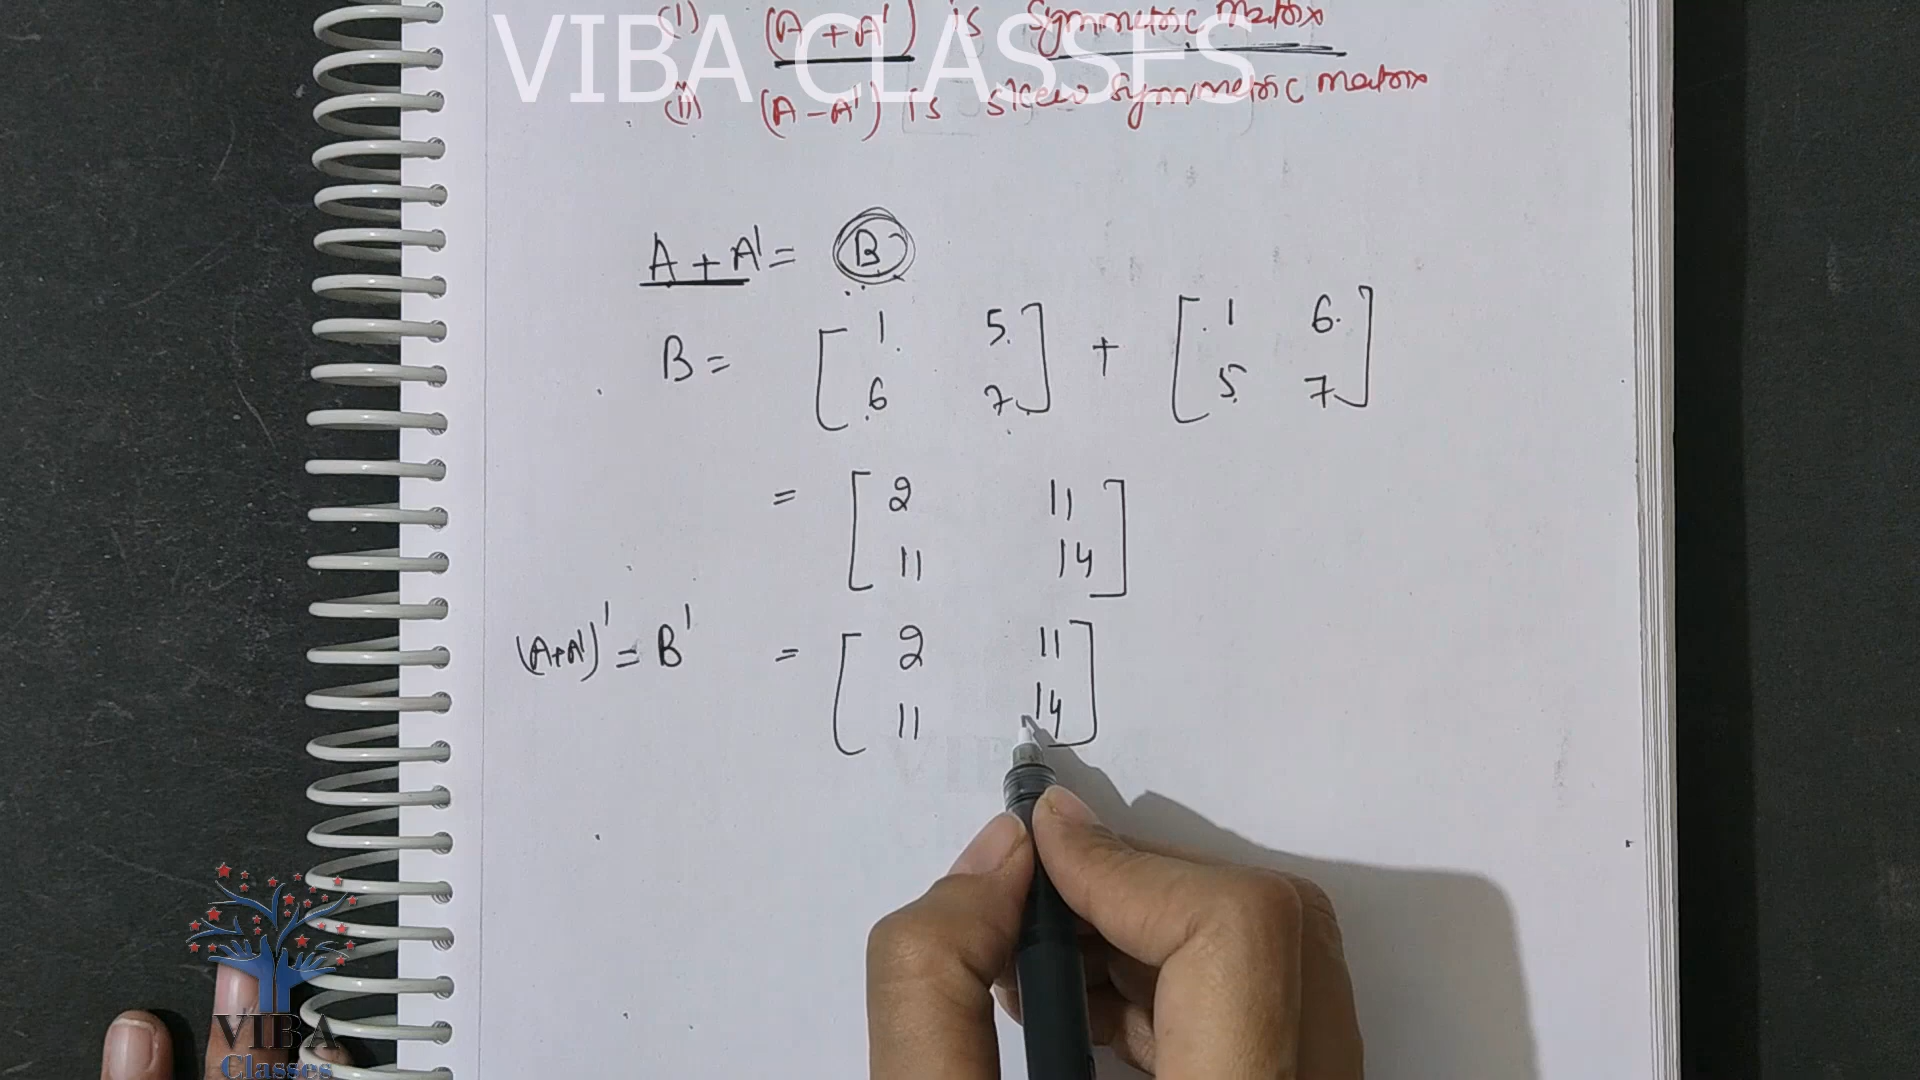 (i) (A + A') is Symmetric Matrix
VIBA CLASSES
(ii) (A - A') is skew symmetric matrix
A + A' = B
B = [ 1 5 ] + [ 1 6 ]
[ 6 7 ] [ 5 7 ]
= [ 2 11 ]
[ 11 14 ]
(A+A')' = B' = [ 2 11 ]
[ 11 14 ]
VIBA
Classes